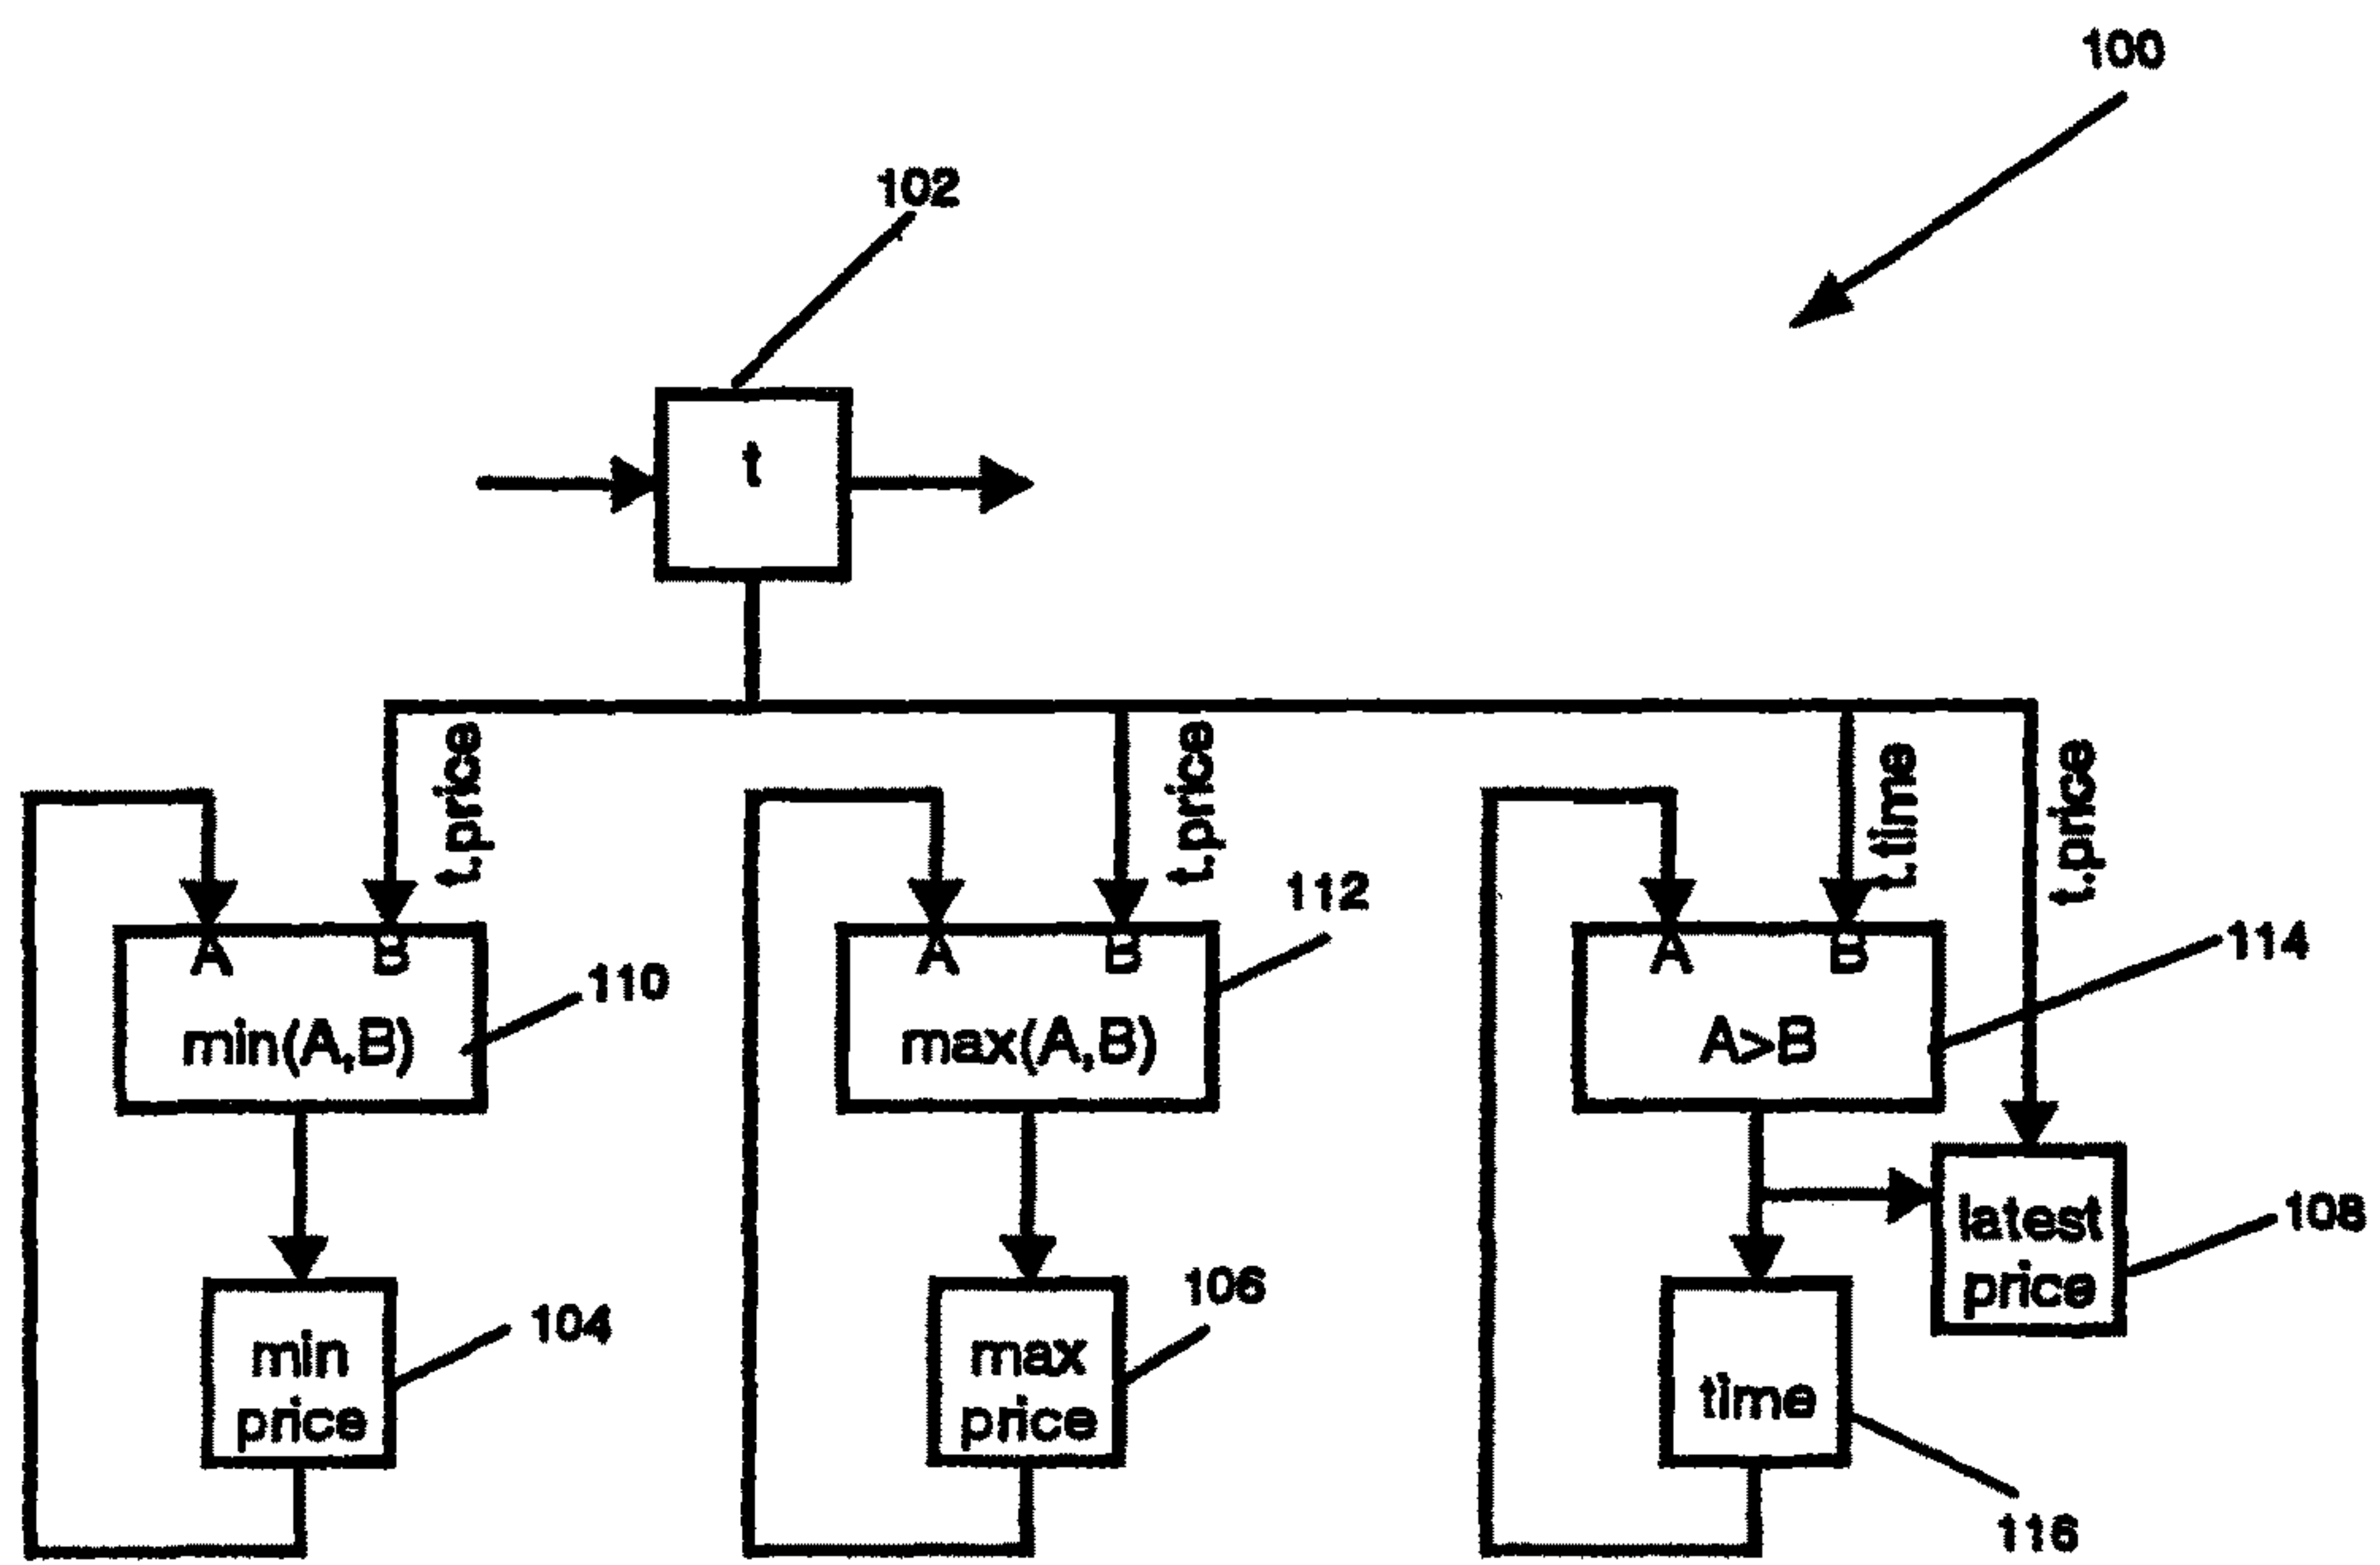 100
102
t
t.price
t.price
t.time
t.price
A B
min(A,B)
110
A B
max(A,B)
112
A B
A>B
114
latest
price
108
min
price
104
max
price
106
time
116